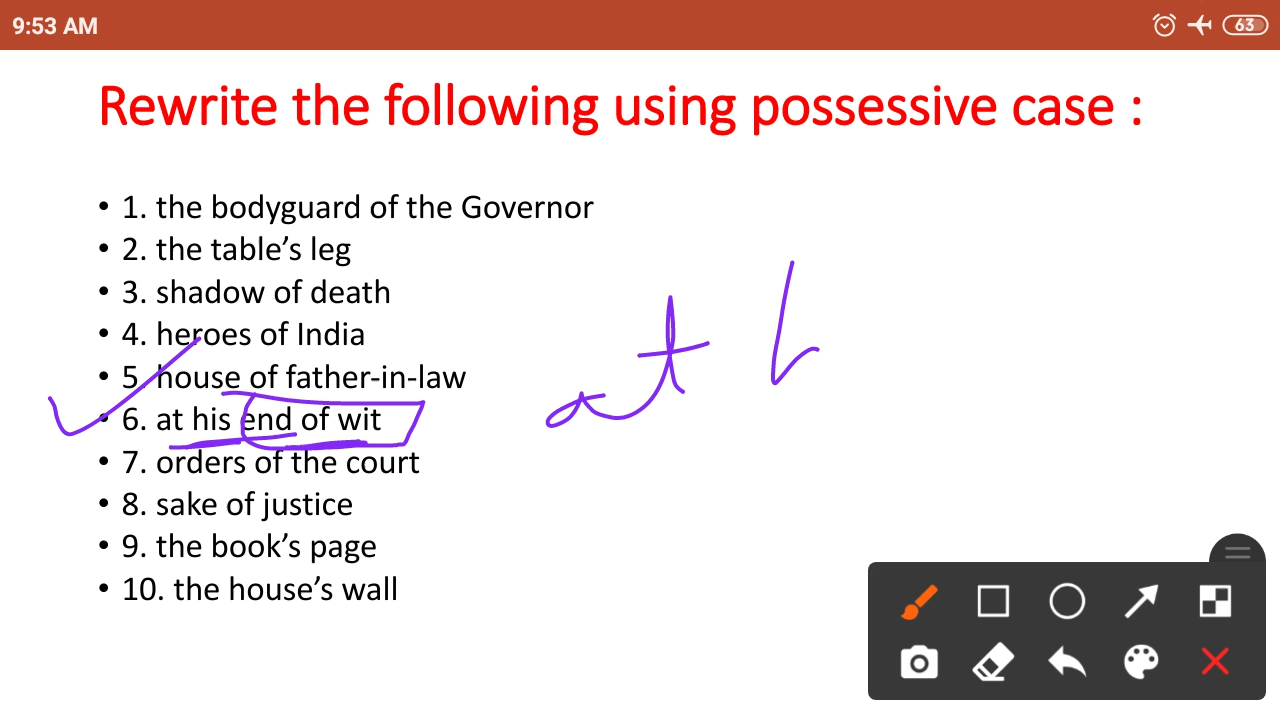 9:53 AM
63
Rewrite the following using possessive case :
• 1. the bodyguard of the Governor
• 2. the table’s leg
• 3. shadow of death
• 4. heroes of India
• 5. house of father-in-law
• 6. at his end of wit
• 7. orders of the court
• 8. sake of justice
• 9. the book’s page
• 10. the house’s wall
at h